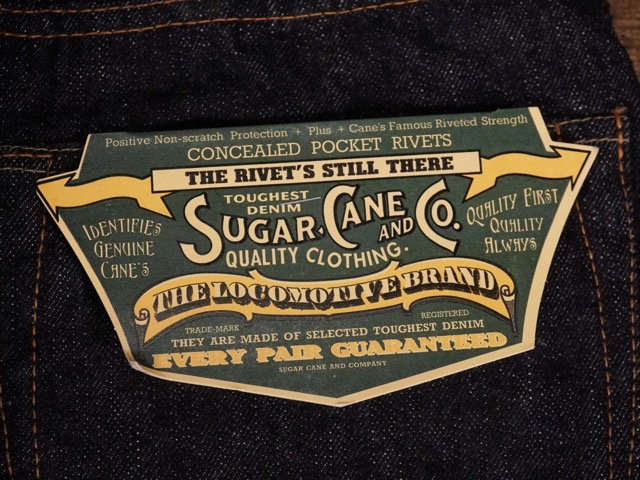 Positive Non-scratch Protection + Plus + Cane's Famous Riveted Strength
CONCEALED POCKET RIVETS
THE RIVET'S STILL THERE
TOUGHEST
DENIM
SUGAR CANE AND CO.
QUALITY CLOTHING.
IDENTIFIES
GENUINE
CANE'S
QUALITY FIRST
QUALITY
ALWAYS
THE LOCOMOTIVE BRAND
TRADE-MARK REGISTERED
THEY ARE MADE OF SELECTED TOUGHEST DENIM
EVERY PAIR GUARANTEED
SUGAR CANE AND COMPANY